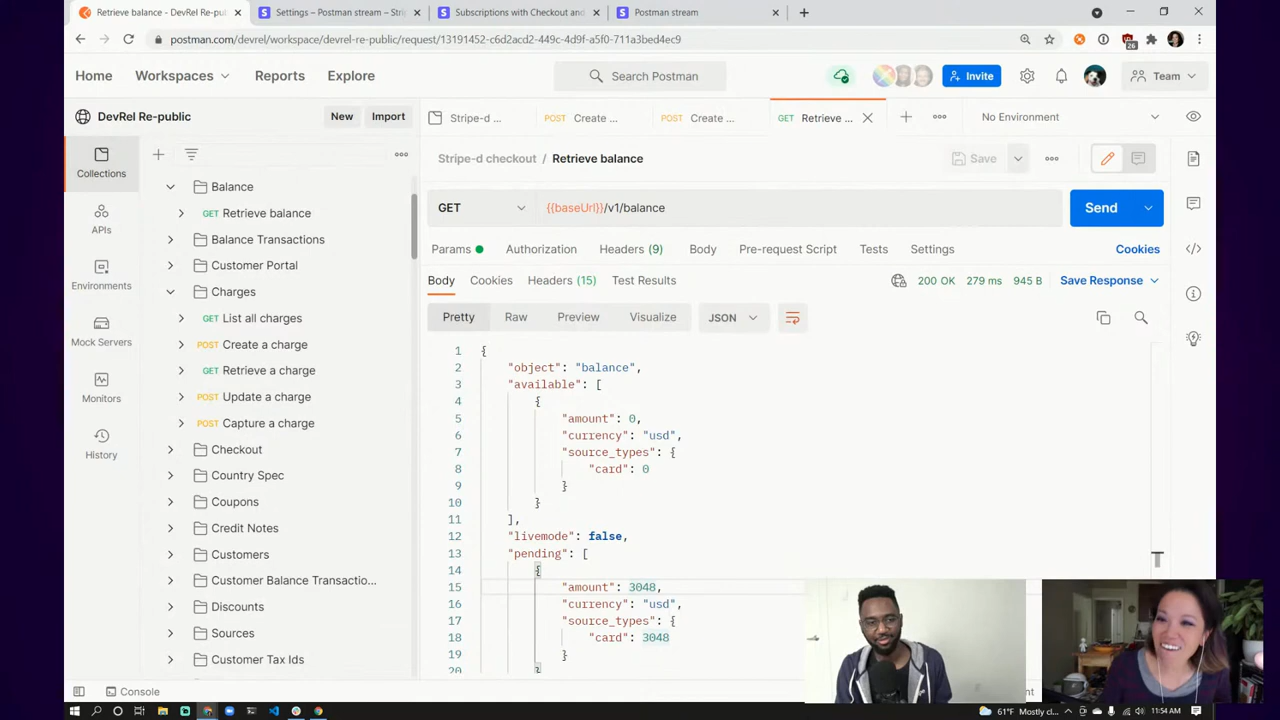 Retrieve balance - DevRel Re-pu
Settings – Postman stream – Stri
Subscriptions with Checkout and
Postman stream
postman.com/devrel/workspace/devrel-re-public/request/13191452-c6d2acd2-449c-4d9f-a5f0-711a3bed4ec9
26
Home
Workspaces
Reports
Explore
Search Postman
Invite
Team
DevRel Re-public
New
Import
Stripe-d ...
POST Create ...
POST Create ...
GET Retrieve ...
No Environment
Collections
APIs
Environments
Mock Servers
Monitors
History
Balance
GET Retrieve balance
Balance Transactions
Customer Portal
Charges
GET List all charges
POST Create a charge
GET Retrieve a charge
POST Update a charge
POST Capture a charge
Checkout
Country Spec
Coupons
Credit Notes
Customers
Customer Balance Transactio...
Discounts
Sources
Customer Tax Ids
Stripe-d checkout / Retrieve balance
Save
GET
{{baseUrl}}/v1/balance
Send
Params
Authorization
Headers (9)
Body
Pre-request Script
Tests
Settings
Cookies
Body
Cookies
Headers (15)
Test Results
200 OK
279 ms
945 B
Save Response
Pretty
Raw
Preview
Visualize
JSON
1 {
2 "object": "balance",
3 "available": [
4 {
5 "amount": 0,
6 "currency": "usd",
7 "source_types": {
8 "card": 0
9 }
10 }
11 ],
12 "livemode": false,
13 "pending": [
14 {
15 "amount": 3048,
16 "currency": "usd",
17 "source_types": {
18 "card": 3048
19 }
20 }
Console
61°F Mostly cl...
11:54 AM